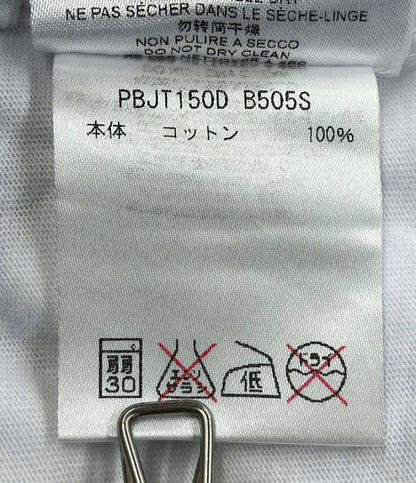 NE PAS SÉCHER DANS LE SÈCHE-LINGE
勿转筒干燥
NON PULIRE A SECCO
DO NOT DRY CLEAN
PBJT150D B505S
本体 コットン 100%
弱
30
エンソ
サラシ
低
ドライ